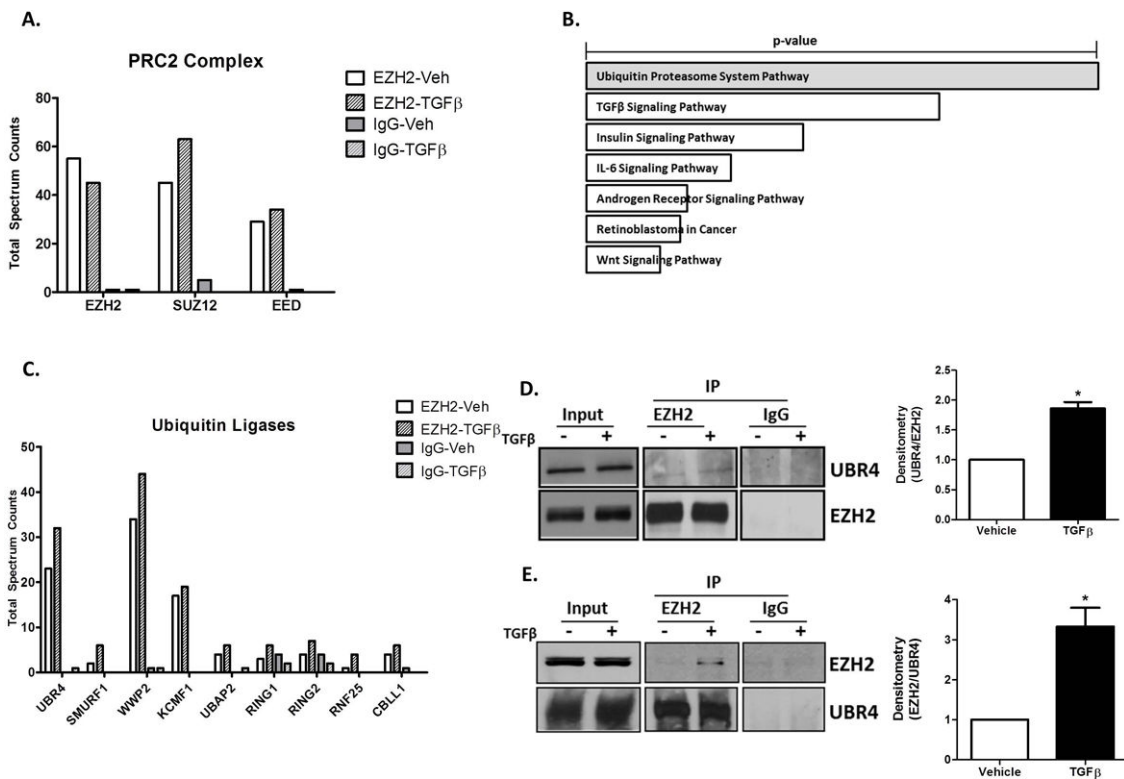 A.
PRC2 Complex
EZH2-Veh
EZH2-TGFβ
IgG-Veh
IgG-TGFβ
Total Spectrum Counts
80
60
40
20
0
EZH2
SUZ12
EED
B.
p-value
Ubiquitin Proteasome System Pathway
TGFβ Signaling Pathway
Insulin Signaling Pathway
IL-6 Signaling Pathway
Androgen Receptor Signaling Pathway
Retinoblastoma in Cancer
Wnt Signaling Pathway
C.
Ubiquitin Ligases
EZH2-Veh
EZH2-TGFβ
IgG-Veh
IgG-TGFβ
Total Spectrum Counts
50
40
30
20
10
0
UBR4
SMURF1
WWP2
KCMF1
UBAP2
RING1
RING2
RNF25
CBLL1
D.
IP
Input
EZH2
IgG
TGFβ
- + - + - +
UBR4
EZH2
Densitometry
(UBR4/EZH2)
2.5
2.0
1.5
1.0
0.5
0.0
*
Vehicle
TGFβ
E.
IP
Input
EZH2
IgG
TGFβ
- + - + - +
EZH2
UBR4
Densitometry
(EZH2/UBR4)
4
3
2
1
0
*
Vehicle
TGFβ